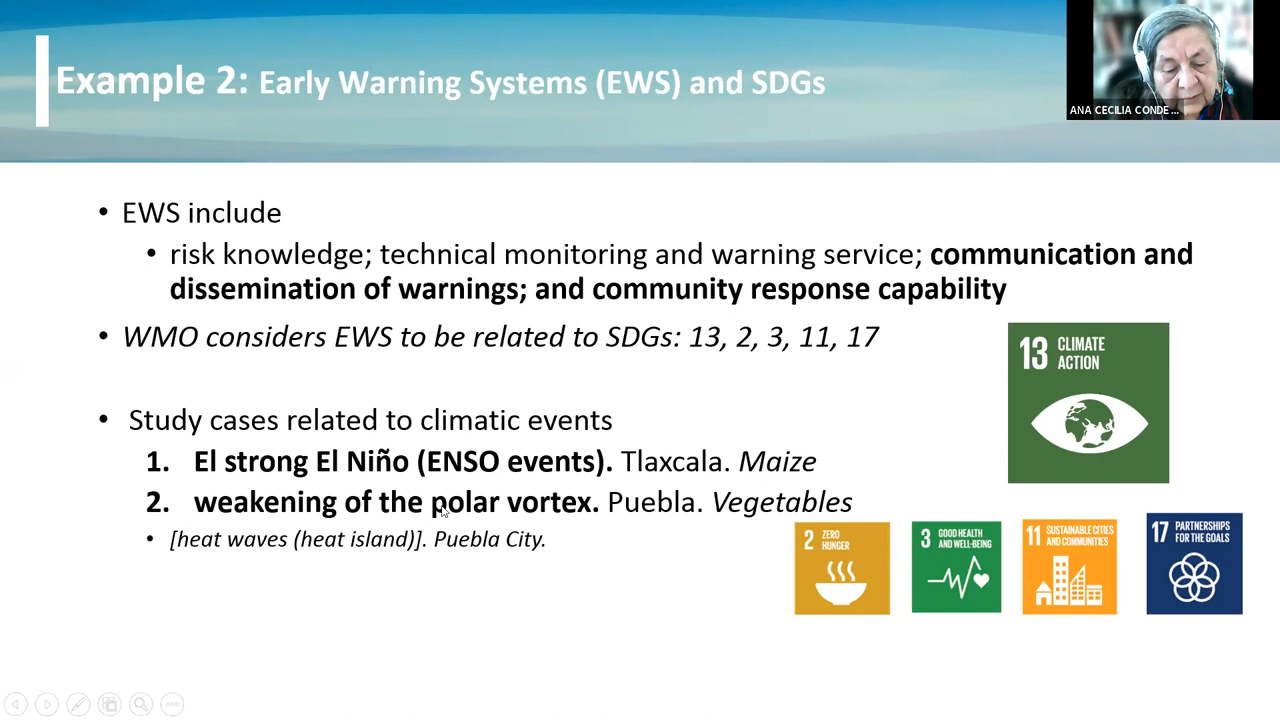 Example 2: Early Warning Systems (EWS) and SDGs
ANA CECILIA CONDE ...
• EWS include
• risk knowledge; technical monitoring and warning service; communication and
dissemination of warnings; and community response capability
• WMO considers EWS to be related to SDGs: 13, 2, 3, 11, 17
13 CLIMATE
ACTION
• Study cases related to climatic events
1. El strong El Niño (ENSO events). Tlaxcala. Maize
2. weakening of the polar vortex. Puebla. Vegetables
• [heat waves (heat island)]. Puebla City.
2 ZERO
HUNGER
3 GOOD HEALTH
AND WELL-BEING
11 SUSTAINABLE CITIES
AND COMMUNITIES
17 PARTNERSHIPS
FOR THE GOALS